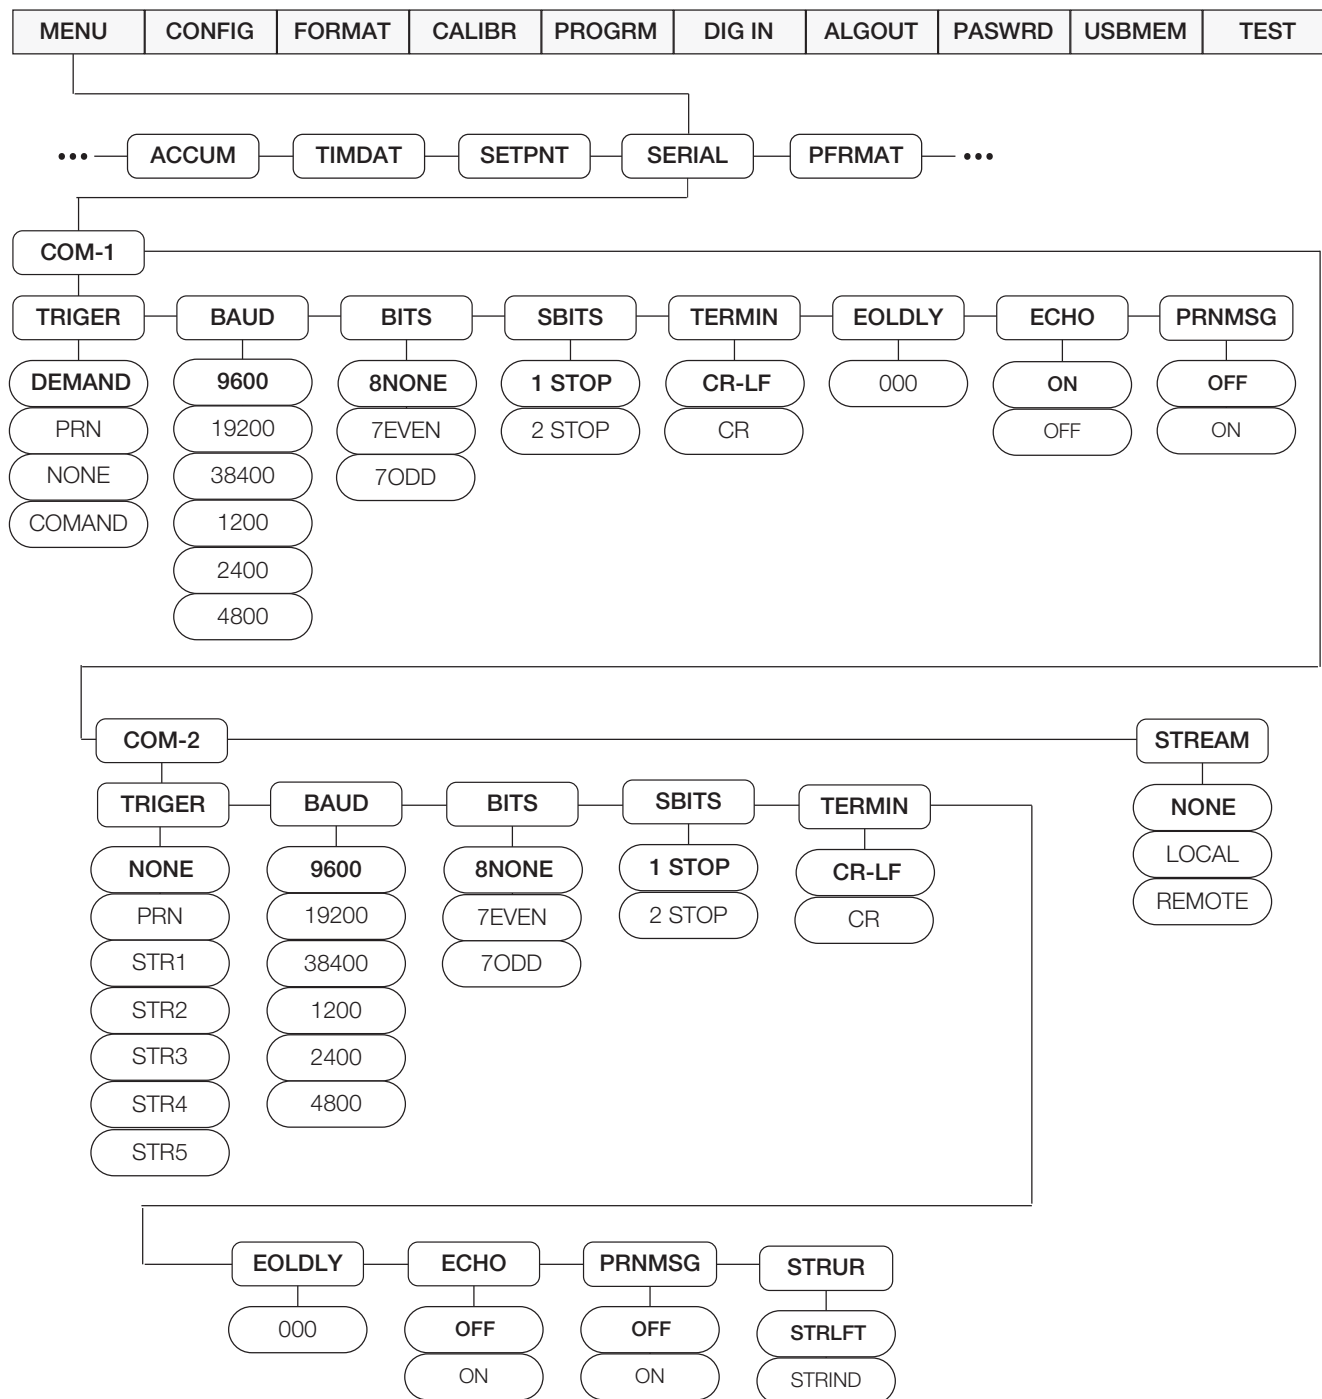 MENU CONFIG FORMAT CALIBR PROGRM DIG IN ALGOUT PASWRD USBMEM TEST
••• ACCUM TIMDAT SETPNT SERIAL PFRMAT •••
COM-1
TRIGER BAUD BITS SBITS TERMIN EOLDLY ECHO PRNMSG
DEMAND 9600 8NONE 1 STOP CR-LF 000 ON OFF
PRN 19200 7EVEN 2 STOP CR OFF ON
NONE 38400 7ODD
COMAND 1200
2400
4800
COM-2 STREAM
TRIGER BAUD BITS SBITS TERMIN NONE
NONE 9600 8NONE 1 STOP CR-LF LOCAL
PRN 19200 7EVEN 2 STOP CR REMOTE
STR1 38400 7ODD
STR2 1200
STR3 2400
STR4 4800
STR5
EOLDLY ECHO PRNMSG STRUR
000 OFF OFF STRLFT
ON ON STRIND